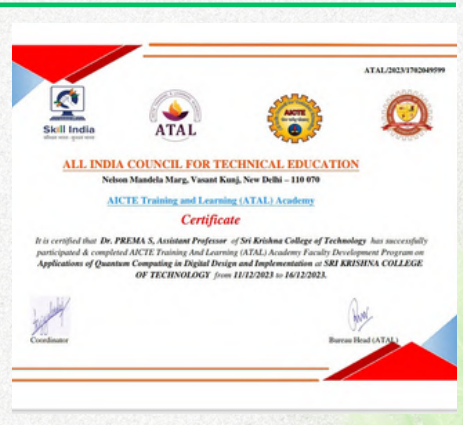 ATAL/2023/1702049599
Skill India
ATAL
AICTE
ALL INDIA COUNCIL FOR TECHNICAL EDUCATION
Nelson Mandela Marg, Vasant Kunj, New Delhi – 110 070
AICTE Training and Learning (ATAL) Academy
Certificate
It is certified that Dr. PREMA S, Assistant Professor of Sri Krishna College of Technology has successfully
participated & completed AICTE Training And Learning (ATAL) Academy Faculty Development Program on
Applications of Quantum Computing in Digital Design and Implementation at SRI KRISHNA COLLEGE
OF TECHNOLOGY from 11/12/2023 to 16/12/2023.
Coordinator
Bureau Head (ATAL)